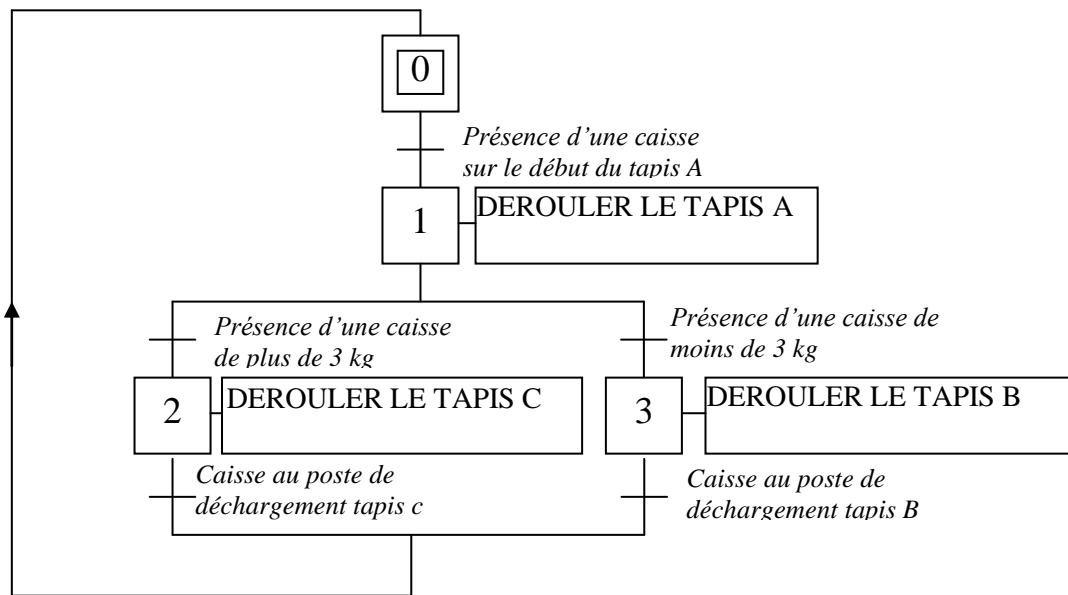 0
Présence d'une caisse
sur le début du tapis A
1
DEROULER LE TAPIS A
Présence d'une caisse
de plus de 3 kg
Présence d'une caisse de
moins de 3 kg
2
DEROULER LE TAPIS C
3
DEROULER LE TAPIS B
Caisse au poste de
déchargement tapis c
Caisse au poste de
déchargement tapis B